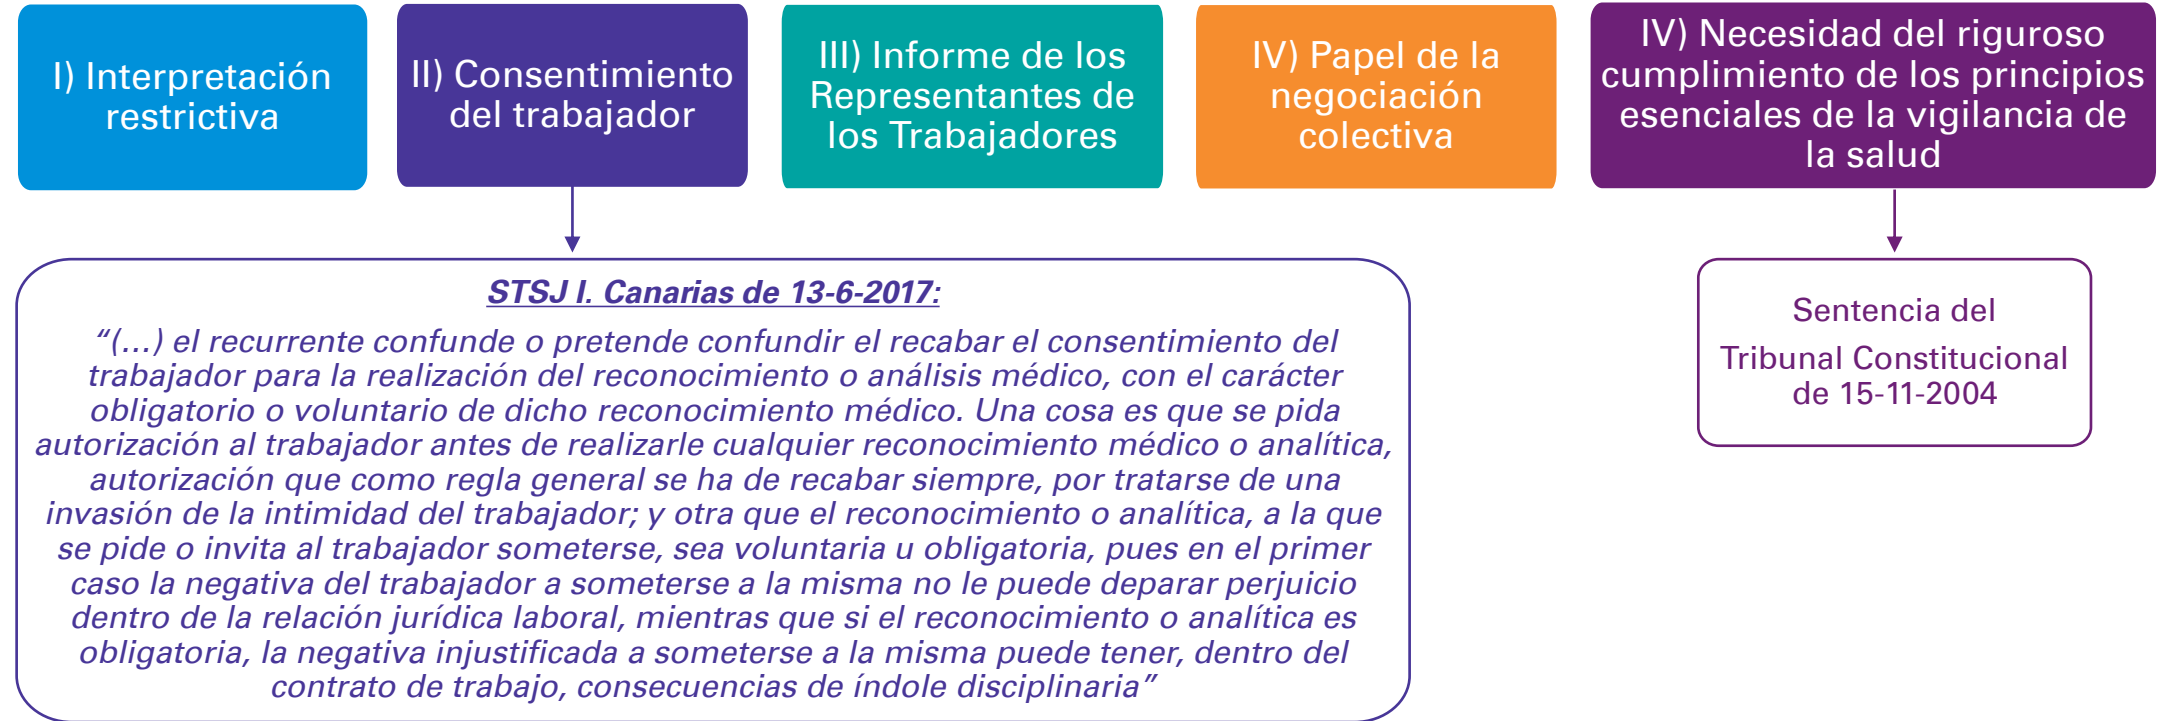 I) Interpretación
restrictiva
II) Consentimiento
del trabajador
III) Informe de los
Representantes de
los Trabajadores
IV) Papel de la
negociación
colectiva
IV) Necesidad del riguroso
cumplimiento de los principios
esenciales de la vigilancia de
la salud
STSJ I. Canarias de 13-6-2017:
“(…) el recurrente confunde o pretende confundir el recabar el consentimiento del
trabajador para la realización del reconocimiento o análisis médico, con el carácter
obligatorio o voluntario de dicho reconocimiento médico. Una cosa es que se pida
autorización al trabajador antes de realizarle cualquier reconocimiento médico o analítica,
autorización que como regla general se ha de recabar siempre, por tratarse de una
invasión de la intimidad del trabajador; y otra que el reconocimiento o analítica, a la que
se pide o invita al trabajador someterse, sea voluntaria u obligatoria, pues en el primer
caso la negativa del trabajador a someterse a la misma no le puede deparar perjuicio
dentro de la relación jurídica laboral, mientras que si el reconocimiento o analítica es
obligatoria, la negativa injustificada a someterse a la misma puede tener, dentro del
contrato de trabajo, consecuencias de índole disciplinaria”
Sentencia del
Tribunal Constitucional
de 15-11-2004